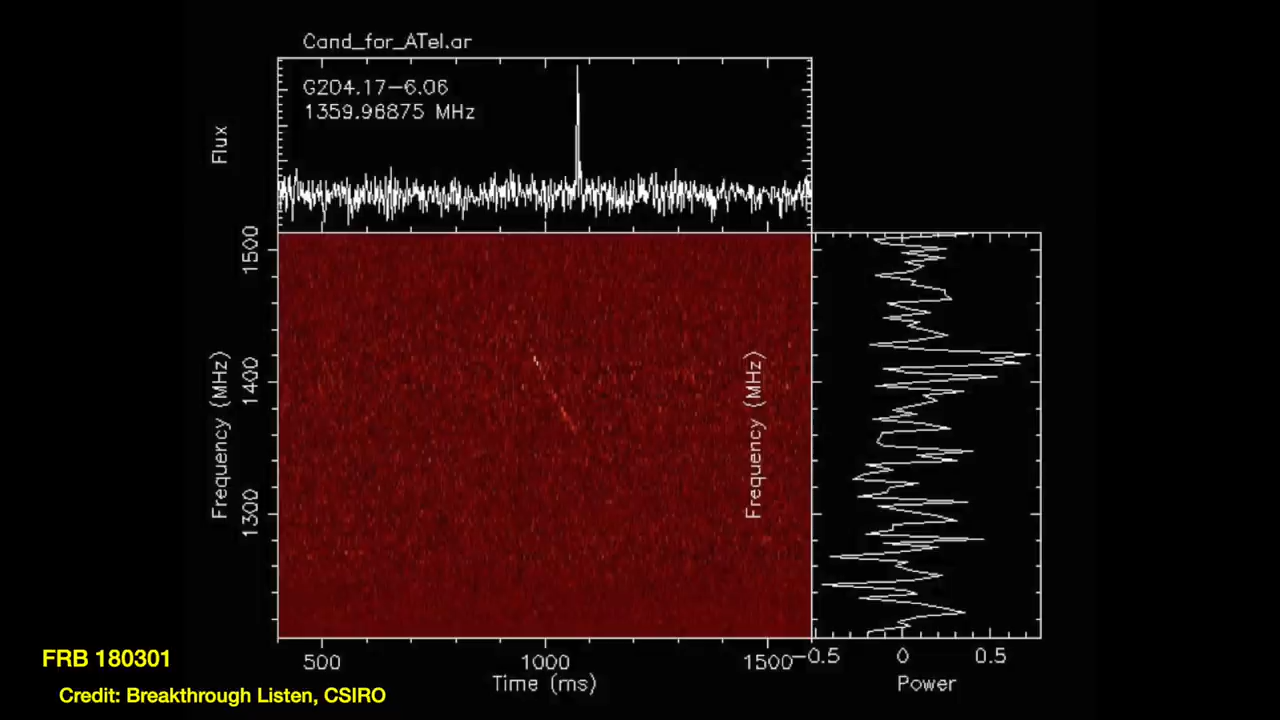 Cand_for_ATel.ar
G204.17-6.06
1359.96875 MHz
Flux
1500
1400
1300
Frequency (MHz)
Frequency (MHz)
500
1000
1500
Time (ms)
-0.5
0
0.5
Power
FRB 180301
Credit: Breakthrough Listen, CSIRO